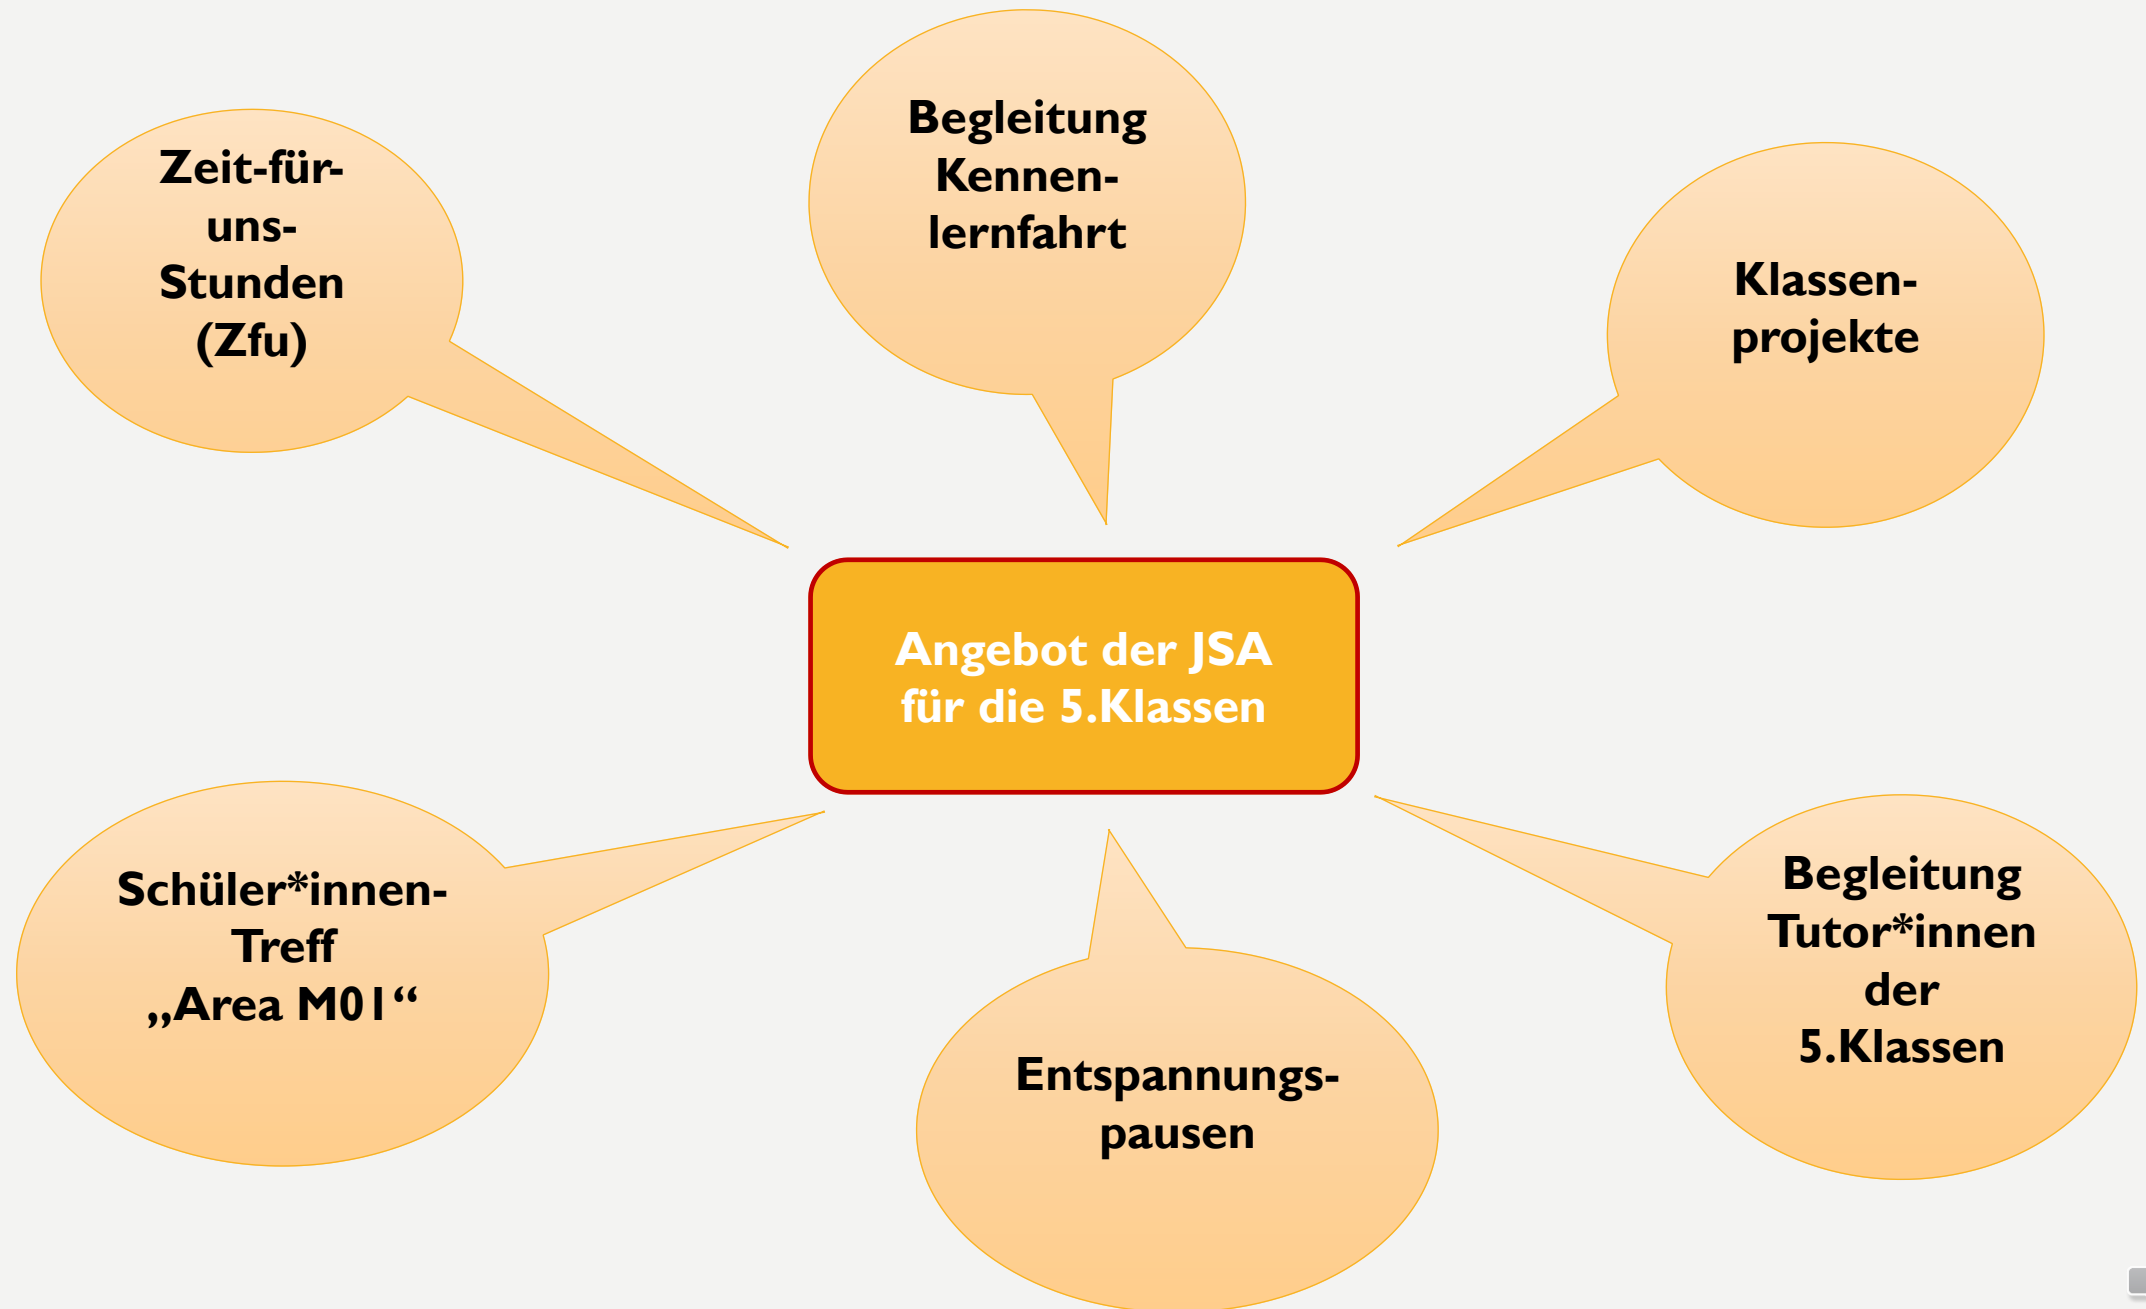 Zeit-für-
uns-
Stunden
(Zfu)
Begleitung
Kennen-
lernfahrt
Klassen-
projekte
Angebot der JSA
für die 5.Klassen
Schüler*innen-
Treff
„Area M01“
Entspannungs-
pausen
Begleitung
Tutor*innen
der
5.Klassen